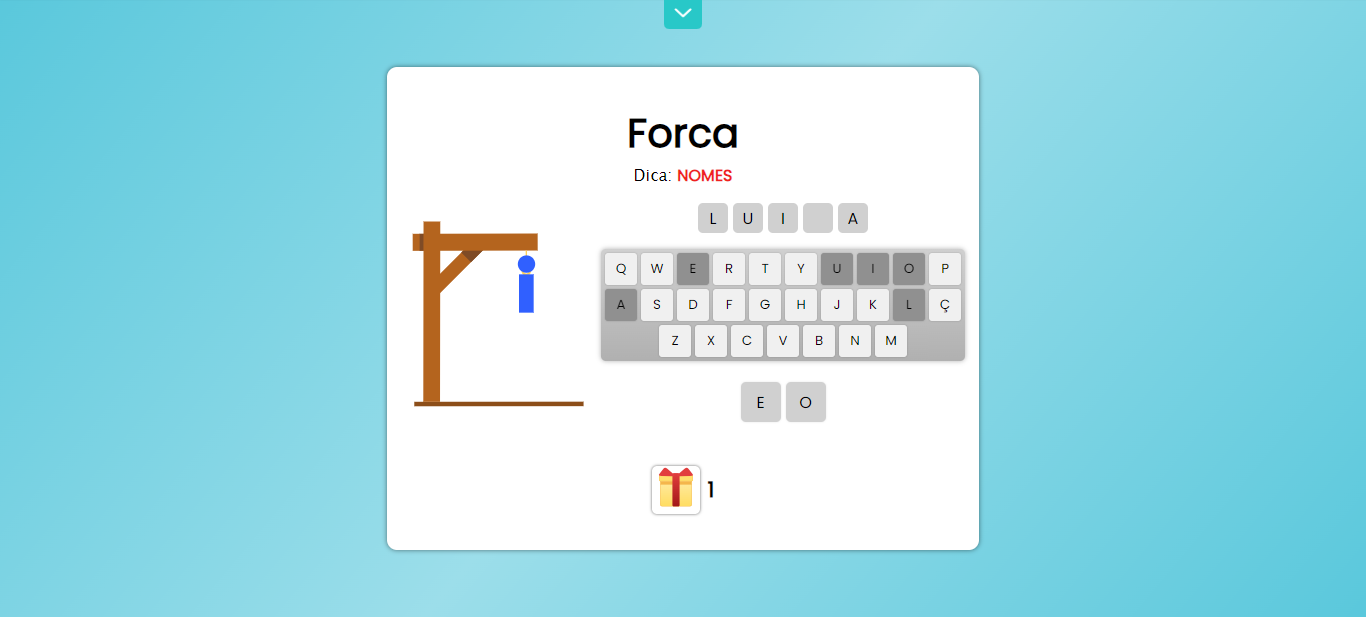 Forca
Dica: NOMES
L U I A
Q W E R T Y U I O P
A S D F G H J K L Ç
Z X C V B N M
E O
1